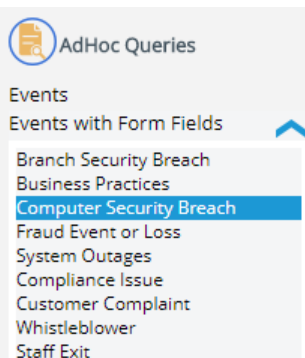 AdHoc Queries
Events
Events with Form Fields
Branch Security Breach
Business Practices
Computer Security Breach
Fraud Event or Loss
System Outages
Compliance Issue
Customer Complaint
Whistleblower
Staff Exit